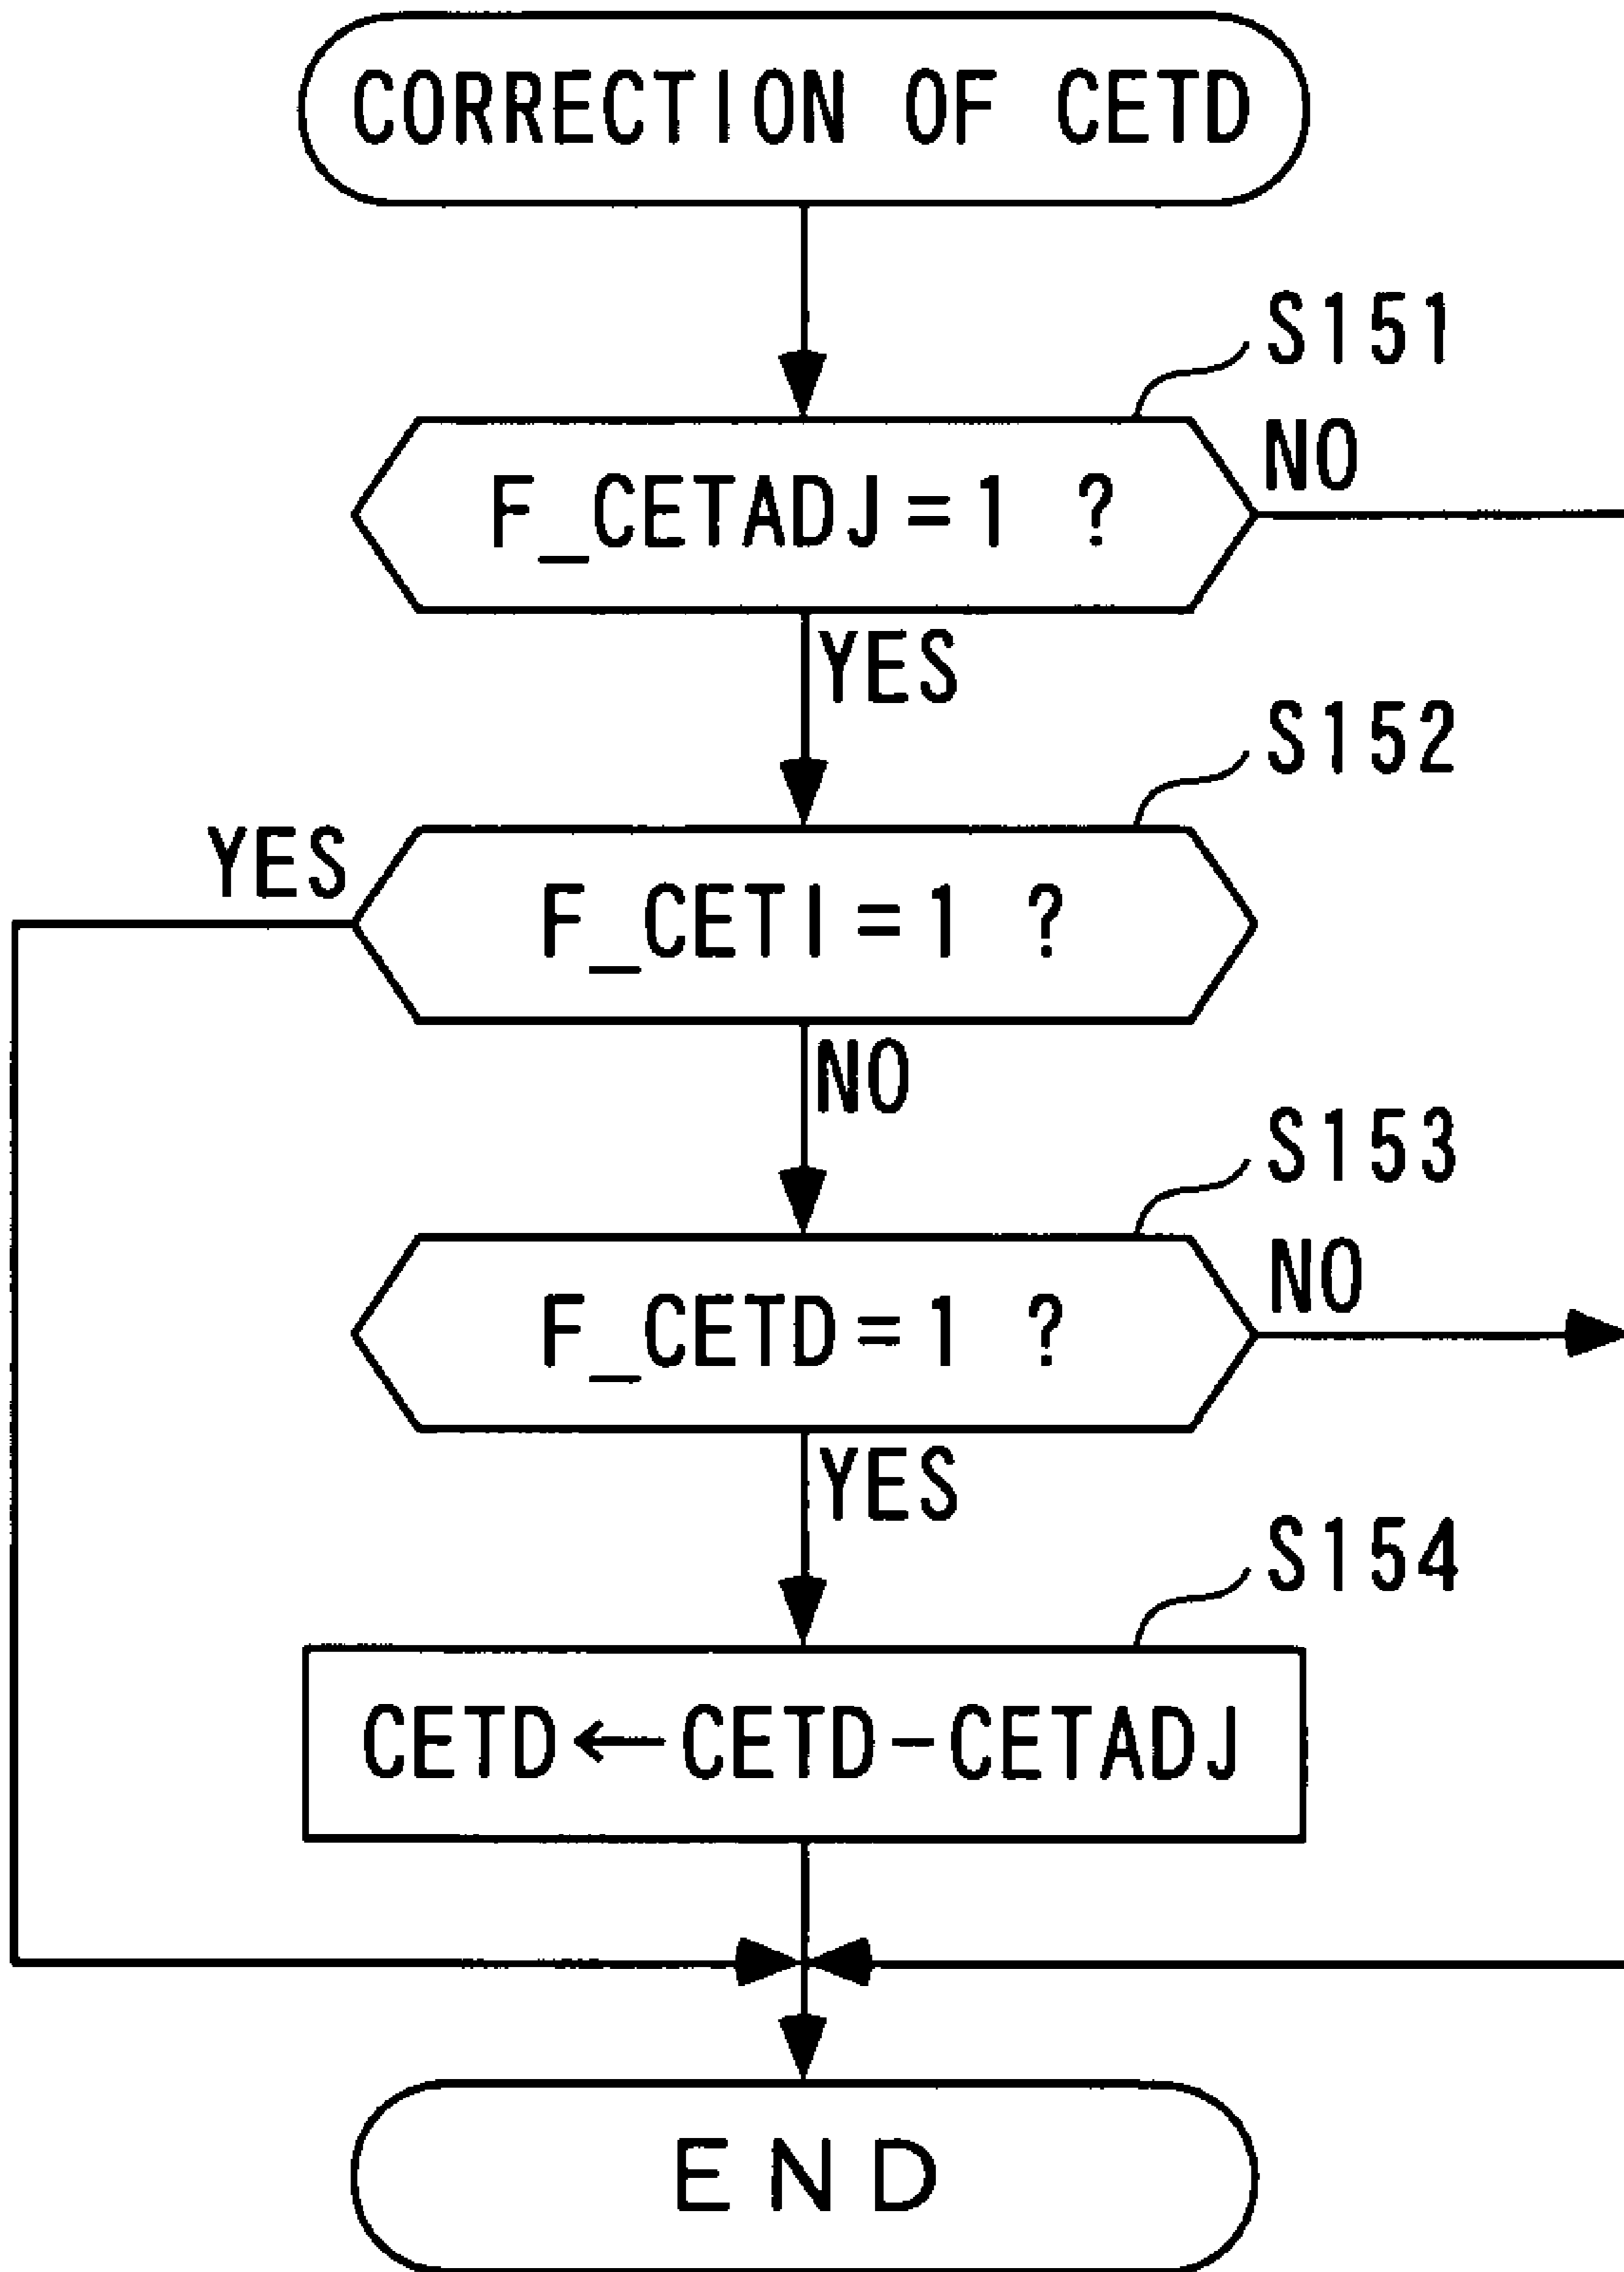 CORRECTION OF CETD
S151
F_CETADJ=1 ?
NO
YES
S152
YES
F_CETI=1 ?
NO
S153
F_CETD=1 ?
NO
YES
S154
CETD←CETD-CETADJ
END